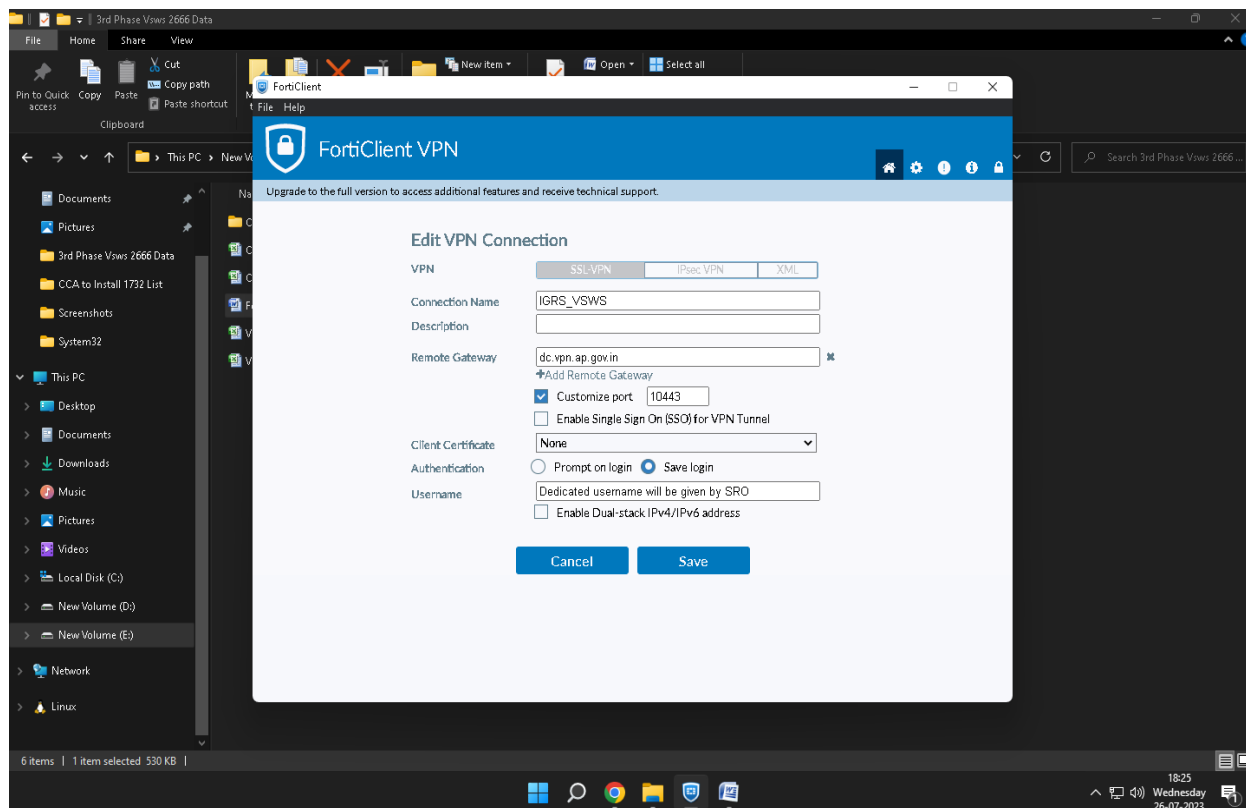 3rd Phase Vsws 2666 Data
File Home Share View
Pin to Quick access
Copy
Paste
Cut
Copy path
Paste shortcut
New item
Open
Select all
Clipboard
This PC
Search 3rd Phase Vsws 2666 ...
Documents
Pictures
3rd Phase Vsws 2666 Data
CCA to Install 1732 List
Screenshots
System32
This PC
Desktop
Documents
Downloads
Music
Pictures
Videos
Local Disk (C:)
New Volume (D:)
New Volume (E:)
Network
Linux
FortiClient
File Help
FortiClient VPN
Upgrade to the full version to access additional features and receive technical support.
Edit VPN Connection
VPN SSL-VPN IPsec VPN XML
Connection Name IGRS_VSWS
Description
Remote Gateway dc.vpn.ap.gov.in
+Add Remote Gateway
Customize port 10443
Enable Single Sign On (SSO) for VPN Tunnel
Client Certificate None
Authentication Prompt on login Save login
Username Dedicated username will be given by SRO
Enable Dual-stack IPv4/IPv6 address
Cancel Save
6 items | 1 item selected 530 KB |
18:25
Wednesday
26-07-2023
1